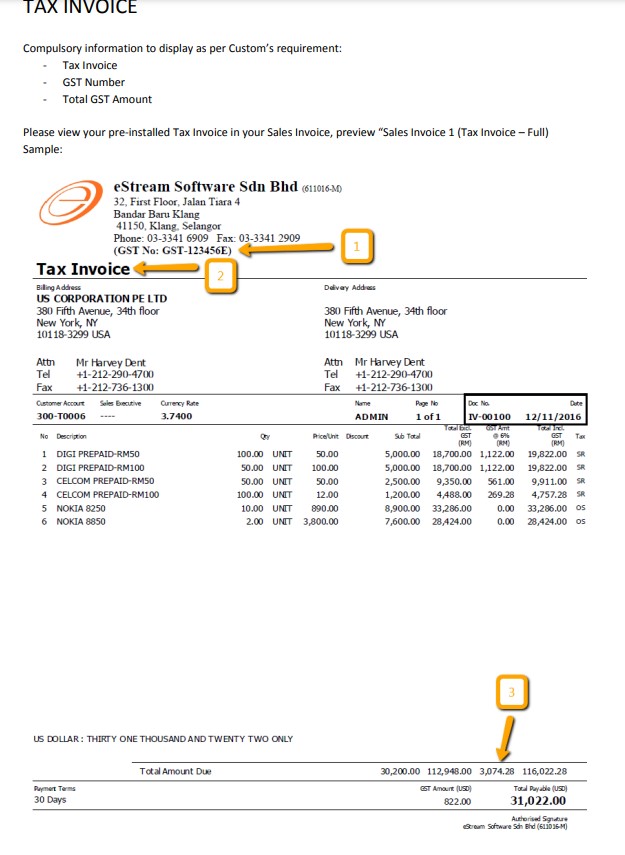 TAX INVOICE
Compulsory information to display as per Custom's requirement:
- Tax Invoice
- GST Number
- Total GST Amount
Please view your pre-installed Tax Invoice in your Sales Invoice, preview "Sales Invoice 1 (Tax Invoice – Full)
Sample:
eStream Software Sdn Bhd (611016-M)
32, First Floor, Jalan Tiara 4
Bandar Baru Klang
41150, Klang, Selangor
Phone: 03-3341 6909 Fax: 03-3341 2909
(GST No: GST-123456E)
1
Tax Invoice
2
Billing Address Delivery Address
US CORPORATION PE LTD
380 Fifth Avenue, 34th floor 380 Fifth Avenue, 34th floor
New York, NY New York, NY
10118-3299 USA 10118-3299 USA
Attn Mr Harvey Dent Attn Mr Harvey Dent
Tel +1-212-290-4700 Tel +1-212-290-4700
Fax +1-212-736-1300 Fax +1-212-736-1300
Customer Account Sales Executive Currency Rate Name Page No Doc No. Date
300-T0006 ---- 3.7400 ADMIN 1 of 1 IV-00100 12/11/2016
No Description Qty Price/Unit Discount Sub Total Total Excl. GST (RM) GST Amt @ 6% (RM) Total Incl. GST (RM) Tax
1 DIGI PREPAID-RM50 100.00 UNIT 50.00 5,000.00 18,700.00 1,122.00 19,822.00 SR
2 DIGI PREPAID-RM100 50.00 UNIT 100.00 5,000.00 18,700.00 1,122.00 19,822.00 SR
3 CELCOM PREPAID-RM50 50.00 UNIT 50.00 2,500.00 9,350.00 561.00 9,911.00 SR
4 CELCOM PREPAID-RM100 100.00 UNIT 12.00 1,200.00 4,488.00 269.28 4,757.28 SR
5 NOKIA 8250 10.00 UNIT 890.00 8,900.00 33,286.00 0.00 33,286.00 OS
6 NOKIA 8850 2.00 UNIT 3,800.00 7,600.00 28,424.00 0.00 28,424.00 OS
3
US DOLLAR : THIRTY ONE THOUSAND AND TWENTY TWO ONLY
Total Amount Due 30,200.00 112,948.00 3,074.28 116,022.28
Payment Terms GST Amount (USD) Total Payable (USD)
30 Days 822.00 31,022.00
Authorised Signature
eStream Software Sdn Bhd (611016-M)